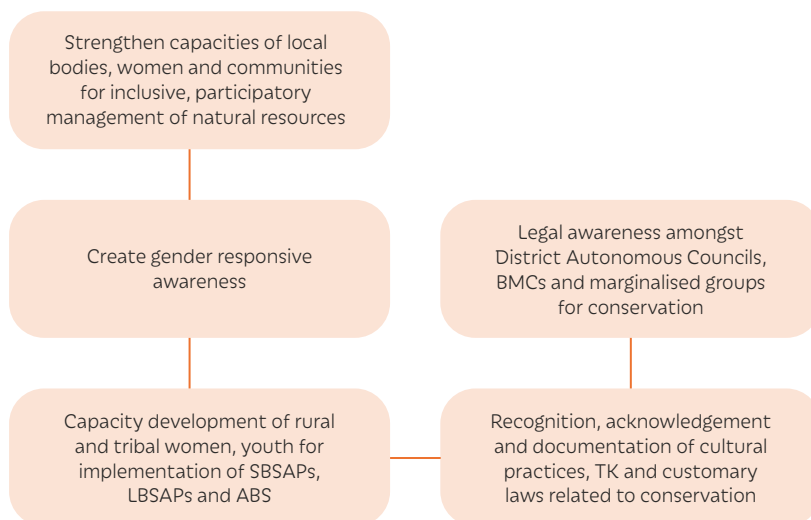 Strengthen capacities of local
bodies, women and communities
for inclusive, participatory
management of natural resources
Create gender responsive
awareness
Capacity development of rural
and tribal women, youth for
implementation of SBSAPs,
LBSAPs and ABS
Recognition, acknowledgement
and documentation of cultural
practices, TK and customary
laws related to conservation
Legal awareness amongst
District Autonomous Councils,
BMCs and marginalised groups
for conservation